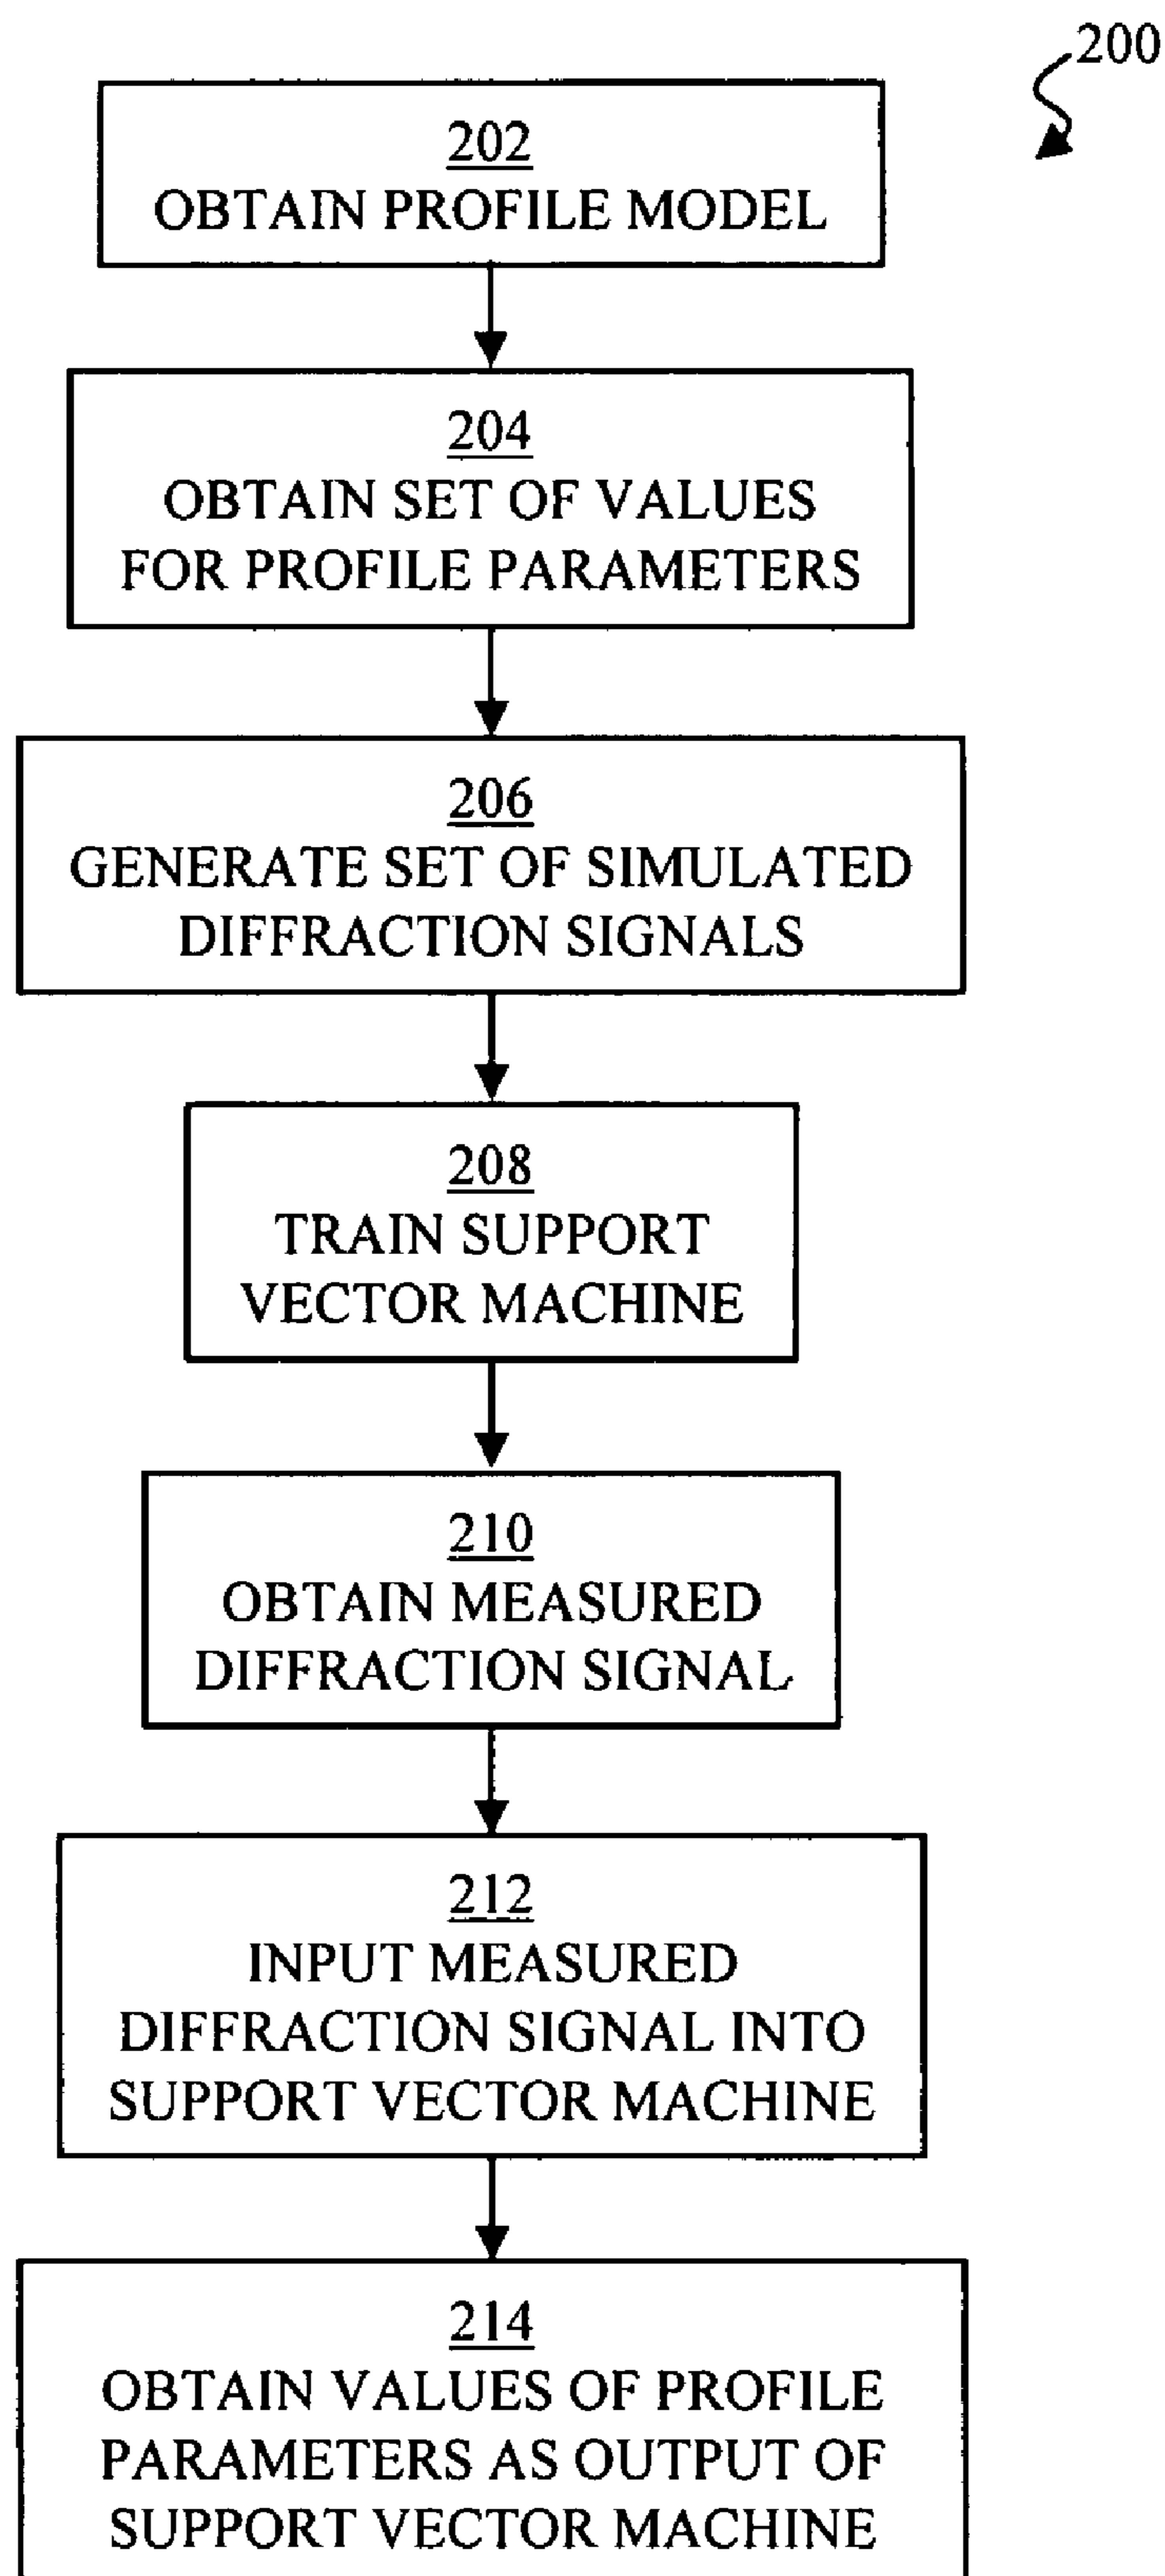 200
202
OBTAIN PROFILE MODEL
204
OBTAIN SET OF VALUES
FOR PROFILE PARAMETERS
206
GENERATE SET OF SIMULATED
DIFFRACTION SIGNALS
208
TRAIN SUPPORT
VECTOR MACHINE
210
OBTAIN MEASURED
DIFFRACTION SIGNAL
212
INPUT MEASURED
DIFFRACTION SIGNAL INTO
SUPPORT VECTOR MACHINE
214
OBTAIN VALUES OF PROFILE
PARAMETERS AS OUTPUT OF
SUPPORT VECTOR MACHINE